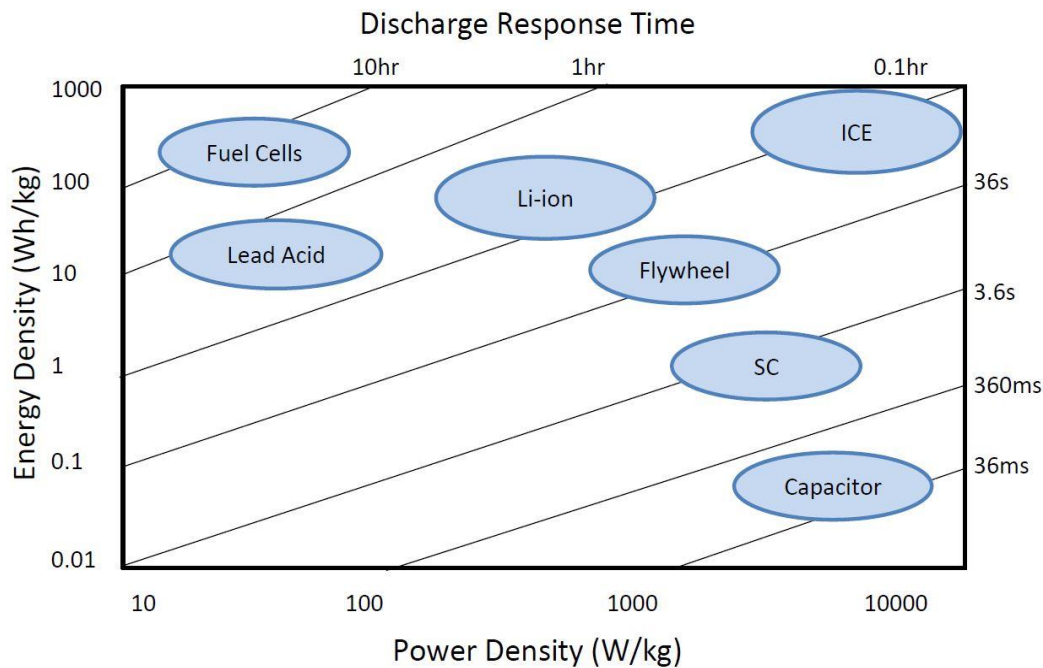 Discharge Response Time
10hr
1hr
0.1hr
1000
100
10
1
0.1
0.01
Energy Density (Wh/kg)
Fuel Cells
ICE
Li-ion
Lead Acid
Flywheel
SC
Capacitor
36s
3.6s
360ms
36ms
10
100
1000
10000
Power Density (W/kg)